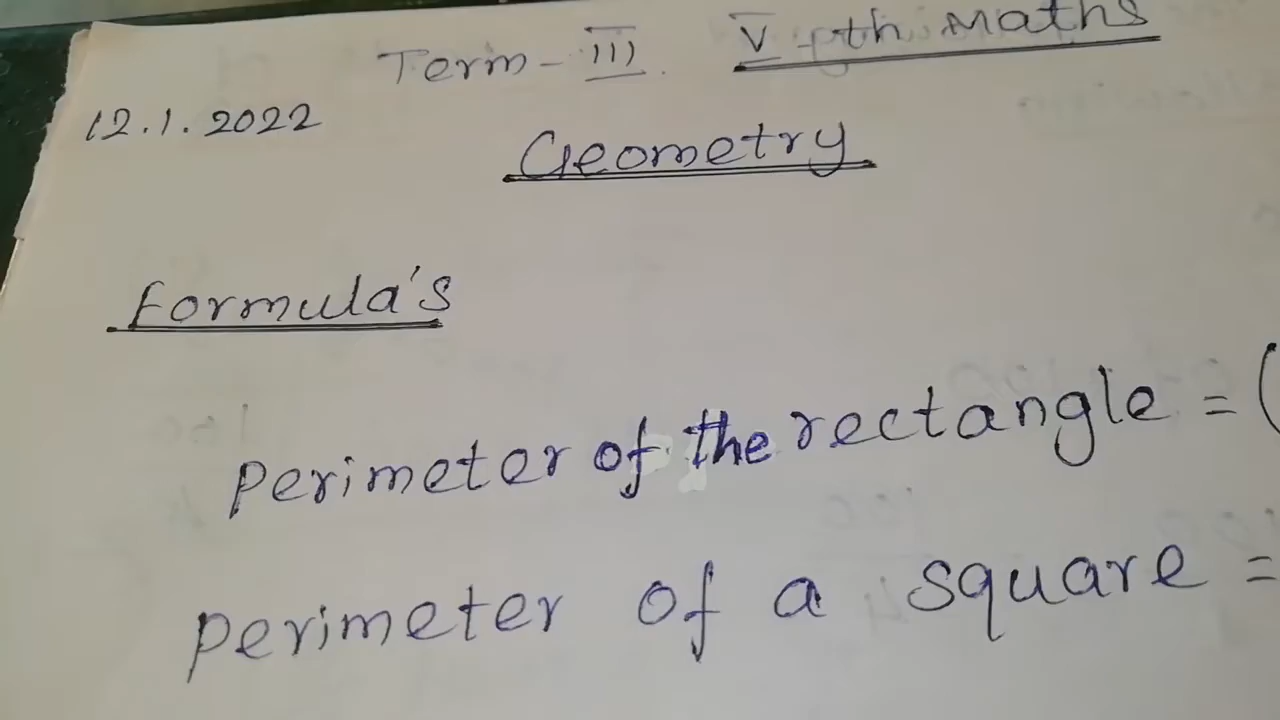 Term - III. V - th Maths
12.1.2022
Geometry
Formula's
Perimeter of the rectangle = (
perimeter of a square =